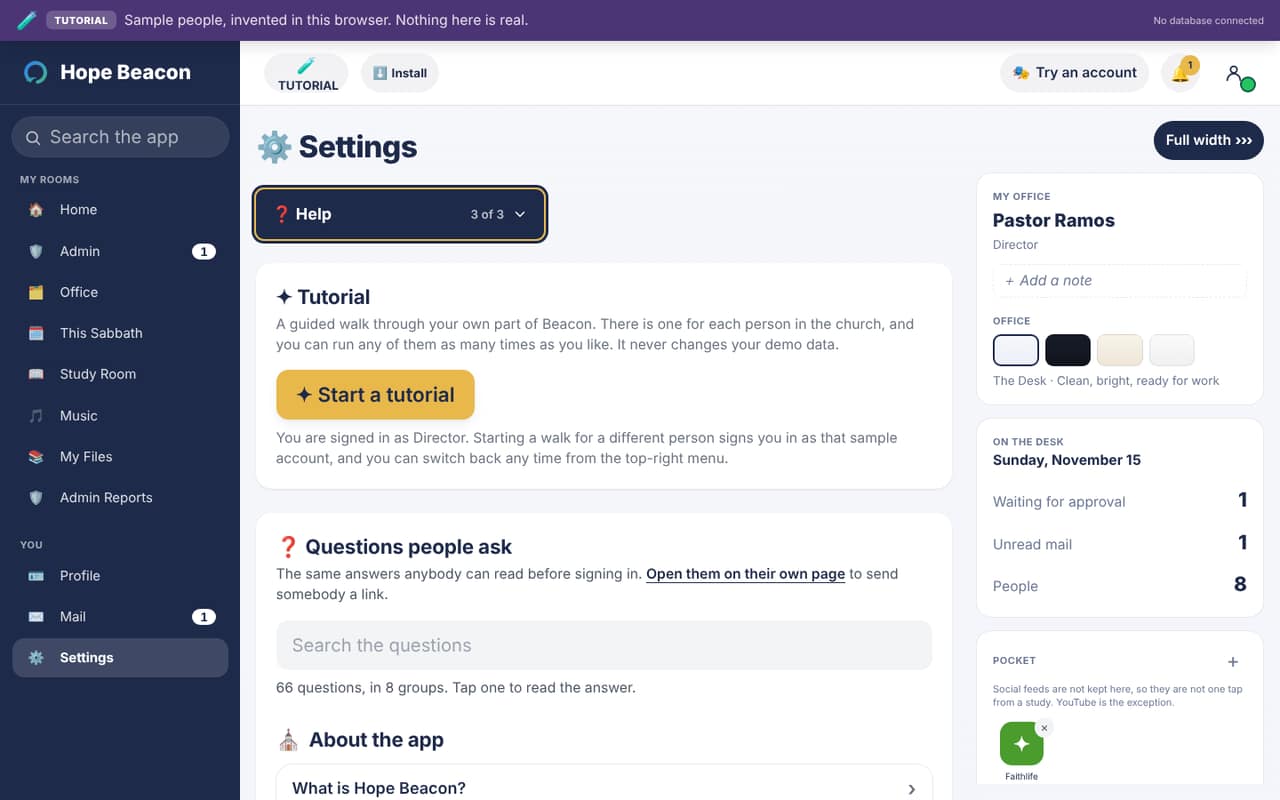 TUTORIAL Sample people, invented in this browser. Nothing here is real.
No database connected
Hope Beacon
Search the app
MY ROOMS
Home
Admin 1
Office
This Sabbath
Study Room
Music
My Files
Admin Reports
YOU
Profile
Mail 1
Settings
TUTORIAL
Install
Try an account
1
Settings
Full width ›››
Help 3 of 3
✦ Tutorial
A guided walk through your own part of Beacon. There is one for each person in the church, and
you can run any of them as many times as you like. It never changes your demo data.
✦ Start a tutorial
You are signed in as Director. Starting a walk for a different person signs you in as that sample
account, and you can switch back any time from the top-right menu.
Questions people ask
The same answers anybody can read before signing in. Open them on their own page to send
somebody a link.
Search the questions
66 questions, in 8 groups. Tap one to read the answer.
About the app
What is Hope Beacon? ›
MY OFFICE
Pastor Ramos
Director
+ Add a note
OFFICE
The Desk · Clean, bright, ready for work
ON THE DESK
Sunday, November 15
Waiting for approval 1
Unread mail 1
People 8
POCKET +
Social feeds are not kept here, so they are not one tap
from a study. YouTube is the exception.
×
Faithlife